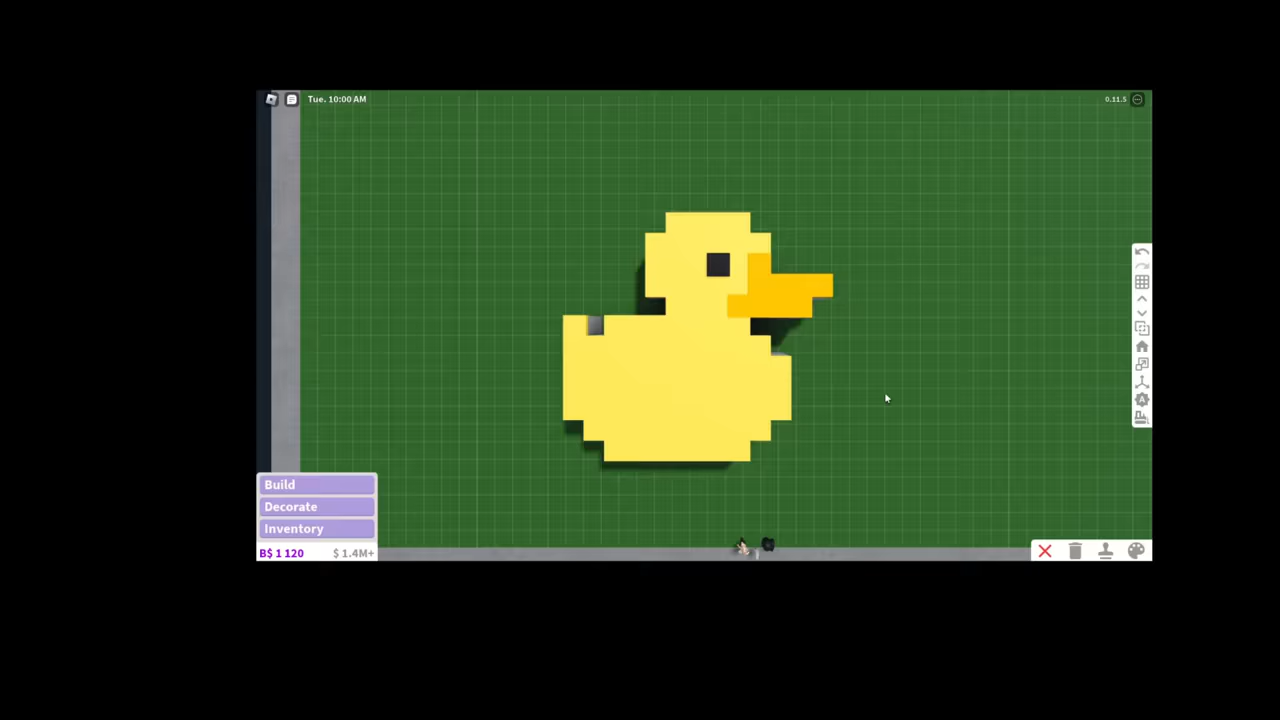 Tue. 10:00 AM
0.11.5
Build
Decorate
Inventory
B$ 1 120 $ 1.4M+